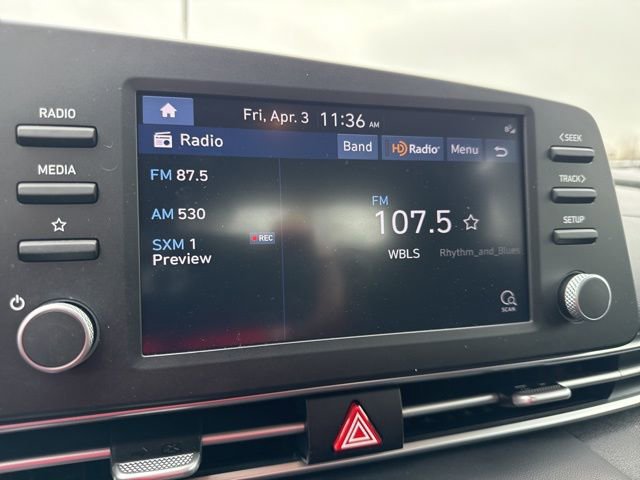 RADIO
MEDIA
Fri, Apr. 3 11:36 AM
Radio
Band
HD Radio
Menu
FM 87.5
AM 530
SXM 1 REC
Preview
FM
107.5
WBLS Rhythm_and_Blues
SCAN
<SEEK
TRACK>
SETUP